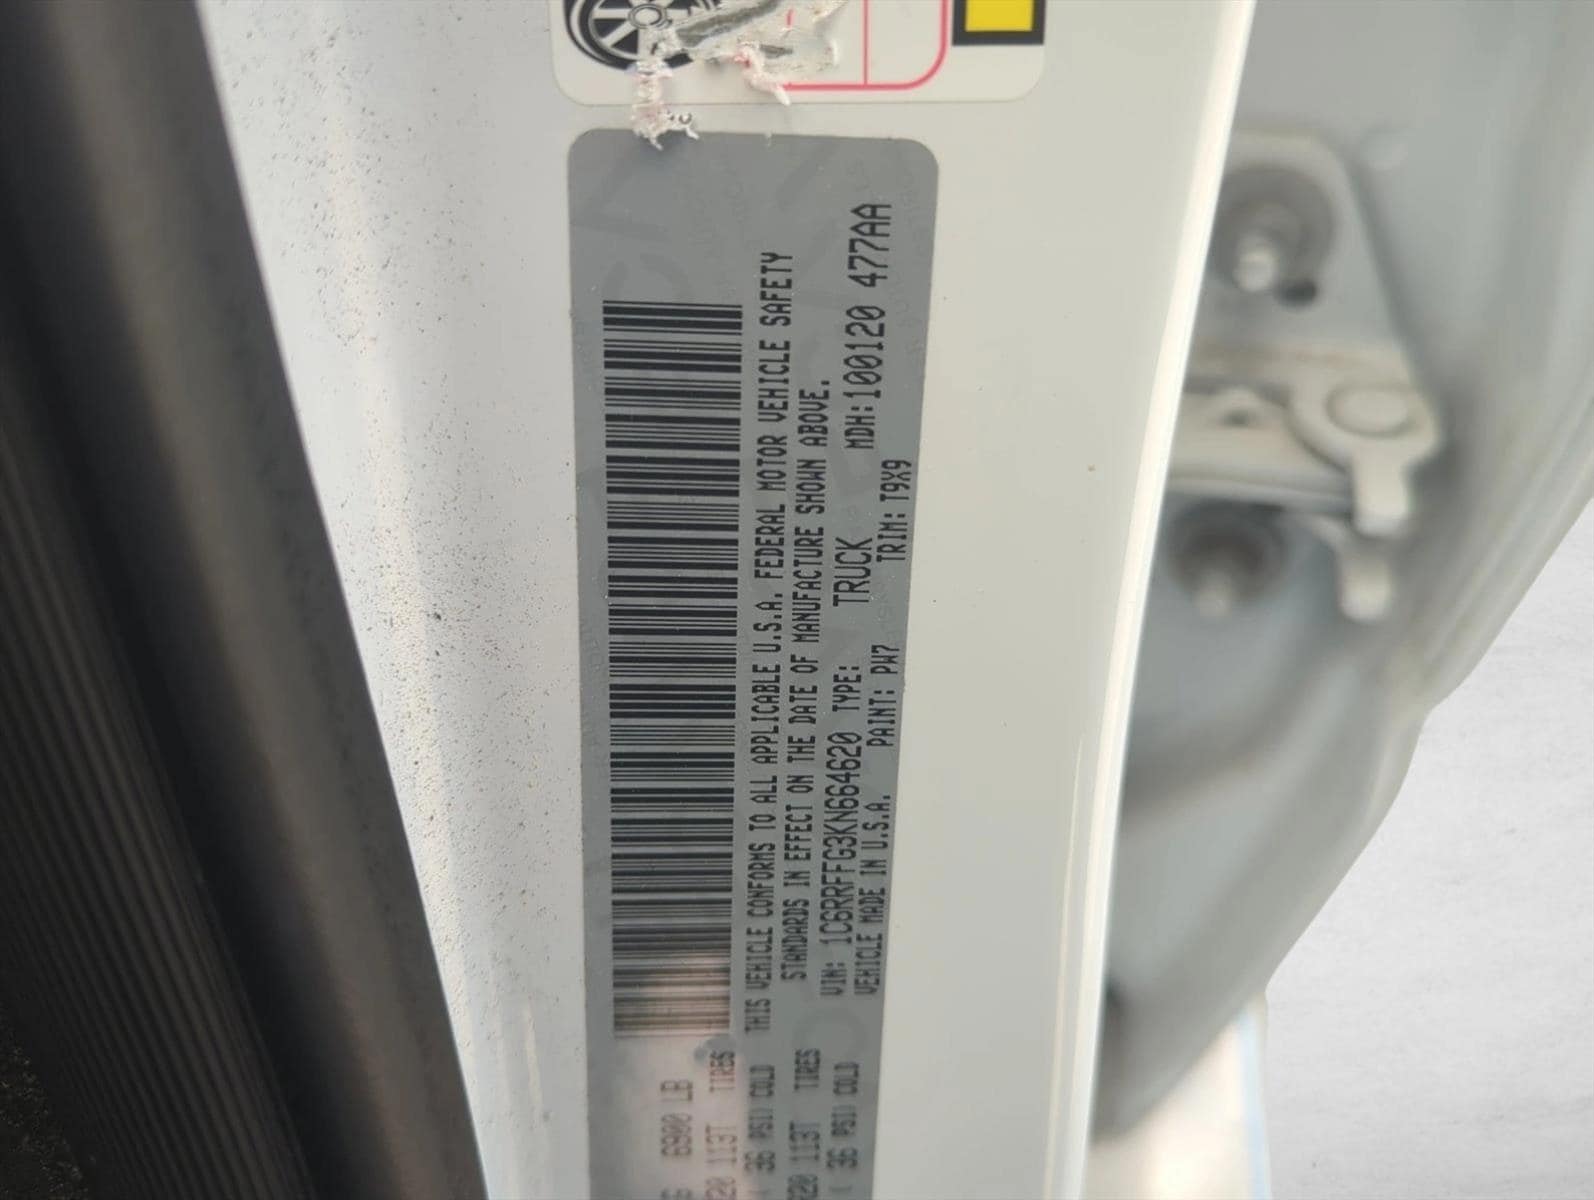 6900 LB
20 113T TIRES
36 PSI) COLD
20 113T TIRES
36 PSI) COLD
THIS VEHICLE CONFORMS TO ALL APPLICABLE U.S.A. FEDERAL MOTOR VEHICLE SAFETY
STANDARDS IN EFFECT ON THE DATE OF MANUFACTURE SHOWN ABOVE.
VIN: 1C6RRFFG3KN664620 TYPE: TRUCK MDH:100120 477AA
VEHICLE MADE IN U.S.A. PAINT: PW7 TRIM: T9X9